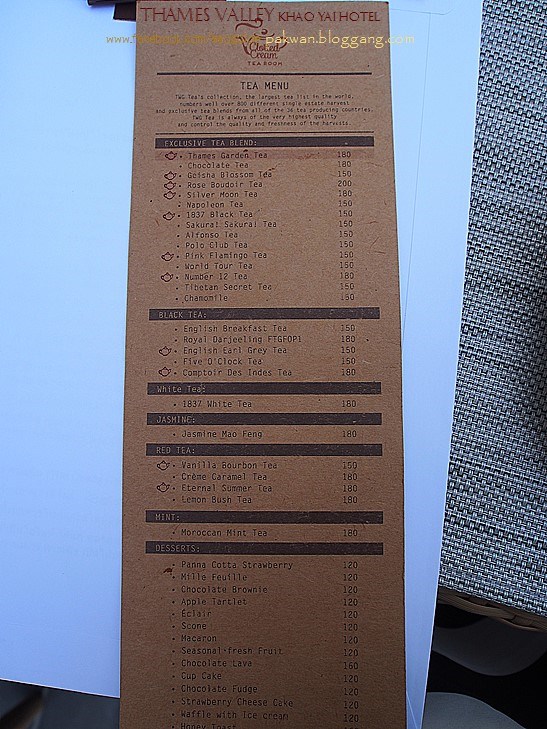 THAMES VALLEY KHAO YAI HOTEL
pakwan.bloggang.com
Clotted
Cream
TEA ROOM
TEA MENU
TWG Tea's collection, the largest tea list in the world,
numbers well over 800 different single estate harvest
and exclusive tea blends from all of the 36 tea producing countries.
TWG Tea is always of the very highest quality
and control the quality and freshness of the harvests.
EXCLUSIVE TEA BLEND:
• Thames Garden Tea 180
• Chocolate Tea 180
• Geisha Blossom Tea 150
• Rose Boudoir Tea 200
• Silver Moon Tea 180
• Napoleon Tea 150
• 1837 Black Tea 150
• Sakura! Sakura! Tea 150
• Alfonso Tea 150
• Polo Club Tea 150
• Pink Flamingo Tea 150
• World Tour Tea 150
• Number 12 Tea 180
• Tibetan Secret Tea 150
• Chamomile 150
BLACK TEA:
• English Breakfast Tea 150
• Royal Darjeeling FTGFOP1 180
• English Earl Grey Tea 150
• Five O'Clock Tea 150
• Comptoir Des Indes Tea 180
White Tea:
• 1837 White Tea 180
JASMINE:
• Jasmine Mao Feng 180
RED TEA:
• Vanilla Bourbon Tea 150
• Crème Caramel Tea 180
• Eternal Summer Tea 180
• Lemon Bush Tea 180
MINT:
• Moroccan Mint Tea 180
DESSERTS:
• Panna Cotta Strawberry 120
• Mille Feuille 120
• Chocolate Brownie 120
• Apple Tartlet 120
• Éclair 120
• Scone 120
• Macaron 120
• Seasonal fresh Fruit 120
• Chocolate Lava 160
• Cup Cake 120
• Chocolate Fudge 120
• Strawberry Cheese Cake 120
• Waffle with Ice cream 120
• Honey Toast 120